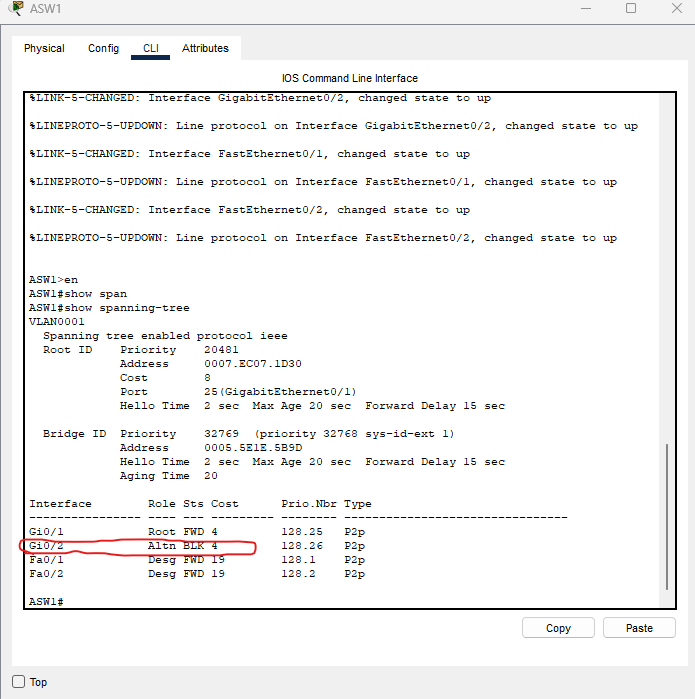 ASW1
Physical Config CLI Attributes
IOS Command Line Interface
%LINK-5-CHANGED: Interface GigabitEthernet0/2, changed state to up
%LINEPROTO-5-UPDOWN: Line protocol on Interface GigabitEthernet0/2, changed state to up
%LINK-5-CHANGED: Interface FastEthernet0/1, changed state to up
%LINEPROTO-5-UPDOWN: Line protocol on Interface FastEthernet0/1, changed state to up
%LINK-5-CHANGED: Interface FastEthernet0/2, changed state to up
%LINEPROTO-5-UPDOWN: Line protocol on Interface FastEthernet0/2, changed state to up
ASW1>en
ASW1#show span
ASW1#show spanning-tree
VLAN0001
  Spanning tree enabled protocol ieee
  Root ID    Priority    20481
             Address     0007.EC07.1D30
             Cost        8
             Port        25(GigabitEthernet0/1)
             Hello Time  2 sec  Max Age 20 sec  Forward Delay 15 sec
  Bridge ID  Priority    32769  (priority 32768 sys-id-ext 1)
             Address     0005.5E1E.5B9D
             Hello Time  2 sec  Max Age 20 sec  Forward Delay 15 sec
             Aging Time  20
Interface        Role Sts Cost      Prio.Nbr Type
---------------- ---- --- --------- -------- --------------------------------
Gi0/1            Root FWD 4         128.25   P2p
Gi0/2            Altn BLK 4         128.26   P2p
Fa0/1            Desg FWD 19        128.1    P2p
Fa0/2            Desg FWD 19        128.2    P2p
ASW1#
Copy Paste
Top